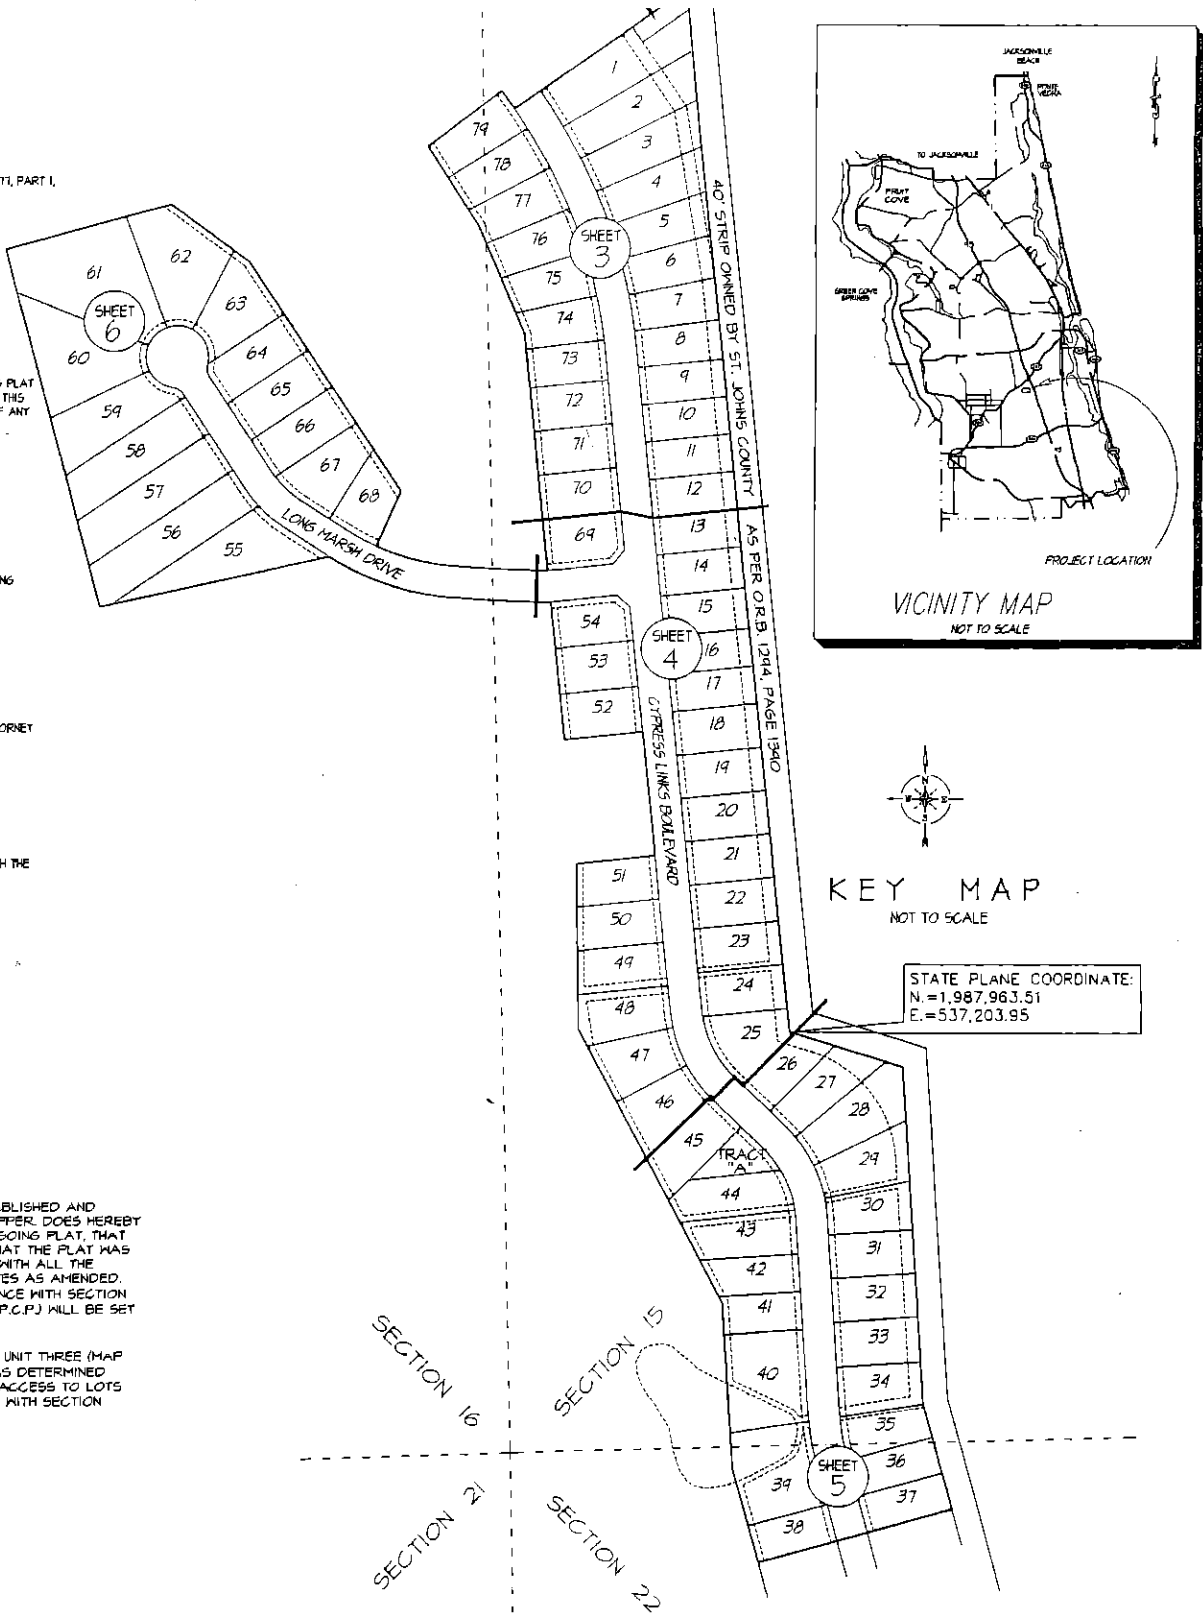 77, PART I,
PLAT
THIS
ANY
NG
ORNET
H THE
BLISHED AND
PPER. DOES HEREBY
GOING PLAT, THAT
HAT THE PLAT WAS
WITH ALL THE
TES AS AMENDED.
NCE WITH SECTION
P.C.P.) WILL BE SET
UNIT THREE (MAP
S DETERMINED
ACCESS TO LOTS
WITH SECTION
61
62
63
SHEET
6
60
64
59
65
58
66
57
67
56
68
55
LONG MARSH DRIVE
79
78
77
76
75
74
73
72
71
70
69
SHEET
3
1
2
3
4
5
6
7
8
9
10
11
12
13
14
15
16
17
18
19
20
21
22
23
24
25
40' STRIP OWNED BY ST. JOHNS COUNTY AS PER O.R.B. 1294, PAGE 1340
54
53
52
SHEET
4
CYPRESS LINKS BOULEVARD
51
50
49
48
47
46
45
TRACT
"A"
44
43
42
41
40
39
38
26
27
28
29
30
31
32
33
34
35
36
37
SHEET
5
SECTION 16
SECTION 15
SECTION 21
SECTION 22
JACKSONVILLE
BEACH
PONTE
VEDRA
TO JACKSONVILLE
FRUIT
COVE
GREEN COVE
SPRINGS
PROJECT LOCATION
VICINITY MAP
NOT TO SCALE
N
W
E
S
KEY MAP
NOT TO SCALE
STATE PLANE COORDINATE:
N.=1,987,963.51
E.=537,203.95